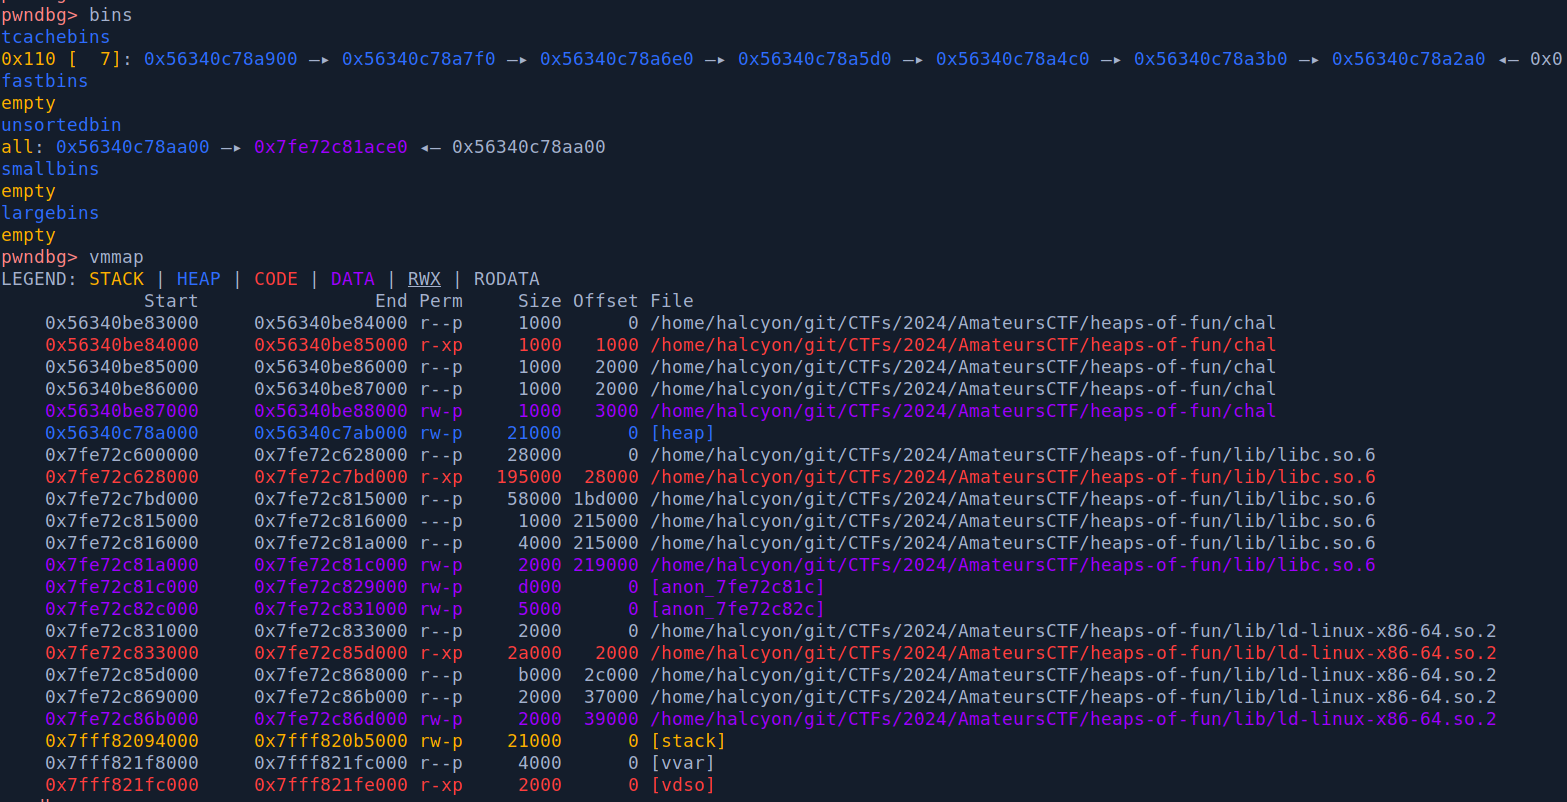 pwndbg> bins
tcachebins
0x110 [  7]: 0x56340c78a900 —▸ 0x56340c78a7f0 —▸ 0x56340c78a6e0 —▸ 0x56340c78a5d0 —▸ 0x56340c78a4c0 —▸ 0x56340c78a3b0 —▸ 0x56340c78a2a0 ◂— 0x0
fastbins
empty
unsortedbin
all: 0x56340c78aa00 —▸ 0x7fe72c81ace0 ◂— 0x56340c78aa00
smallbins
empty
largebins
empty
pwndbg> vmmap
LEGEND: STACK | HEAP | CODE | DATA | RWX | RODATA
             Start                End Perm     Size Offset File
    0x56340be83000     0x56340be84000 r--p     1000      0 /home/halcyon/git/CTFs/2024/AmateursCTF/heaps-of-fun/chal
    0x56340be84000     0x56340be85000 r-xp     1000   1000 /home/halcyon/git/CTFs/2024/AmateursCTF/heaps-of-fun/chal
    0x56340be85000     0x56340be86000 r--p     1000   2000 /home/halcyon/git/CTFs/2024/AmateursCTF/heaps-of-fun/chal
    0x56340be86000     0x56340be87000 r--p     1000   2000 /home/halcyon/git/CTFs/2024/AmateursCTF/heaps-of-fun/chal
    0x56340be87000     0x56340be88000 rw-p     1000   3000 /home/halcyon/git/CTFs/2024/AmateursCTF/heaps-of-fun/chal
    0x56340c78a000     0x56340c7ab000 rw-p    21000      0 [heap]
    0x7fe72c600000     0x7fe72c628000 r--p    28000      0 /home/halcyon/git/CTFs/2024/AmateursCTF/heaps-of-fun/lib/libc.so.6
    0x7fe72c628000     0x7fe72c7bd000 r-xp   195000  28000 /home/halcyon/git/CTFs/2024/AmateursCTF/heaps-of-fun/lib/libc.so.6
    0x7fe72c7bd000     0x7fe72c815000 r--p    58000 1bd000 /home/halcyon/git/CTFs/2024/AmateursCTF/heaps-of-fun/lib/libc.so.6
    0x7fe72c815000     0x7fe72c816000 ---p     1000 215000 /home/halcyon/git/CTFs/2024/AmateursCTF/heaps-of-fun/lib/libc.so.6
    0x7fe72c816000     0x7fe72c81a000 r--p     4000 215000 /home/halcyon/git/CTFs/2024/AmateursCTF/heaps-of-fun/lib/libc.so.6
    0x7fe72c81a000     0x7fe72c81c000 rw-p     2000 219000 /home/halcyon/git/CTFs/2024/AmateursCTF/heaps-of-fun/lib/libc.so.6
    0x7fe72c81c000     0x7fe72c829000 rw-p     d000      0 [anon_7fe72c81c]
    0x7fe72c82c000     0x7fe72c831000 rw-p     5000      0 [anon_7fe72c82c]
    0x7fe72c831000     0x7fe72c833000 r--p     2000      0 /home/halcyon/git/CTFs/2024/AmateursCTF/heaps-of-fun/lib/ld-linux-x86-64.so.2
    0x7fe72c833000     0x7fe72c85d000 r-xp    2a000   2000 /home/halcyon/git/CTFs/2024/AmateursCTF/heaps-of-fun/lib/ld-linux-x86-64.so.2
    0x7fe72c85d000     0x7fe72c868000 r--p     b000  2c000 /home/halcyon/git/CTFs/2024/AmateursCTF/heaps-of-fun/lib/ld-linux-x86-64.so.2
    0x7fe72c869000     0x7fe72c86b000 r--p     2000  37000 /home/halcyon/git/CTFs/2024/AmateursCTF/heaps-of-fun/lib/ld-linux-x86-64.so.2
    0x7fe72c86b000     0x7fe72c86d000 rw-p     2000  39000 /home/halcyon/git/CTFs/2024/AmateursCTF/heaps-of-fun/lib/ld-linux-x86-64.so.2
    0x7fff82094000     0x7fff820b5000 rw-p    21000      0 [stack]
    0x7fff821f8000     0x7fff821fc000 r--p     4000      0 [vvar]
    0x7fff821fc000     0x7fff821fe000 r-xp     2000      0 [vdso]